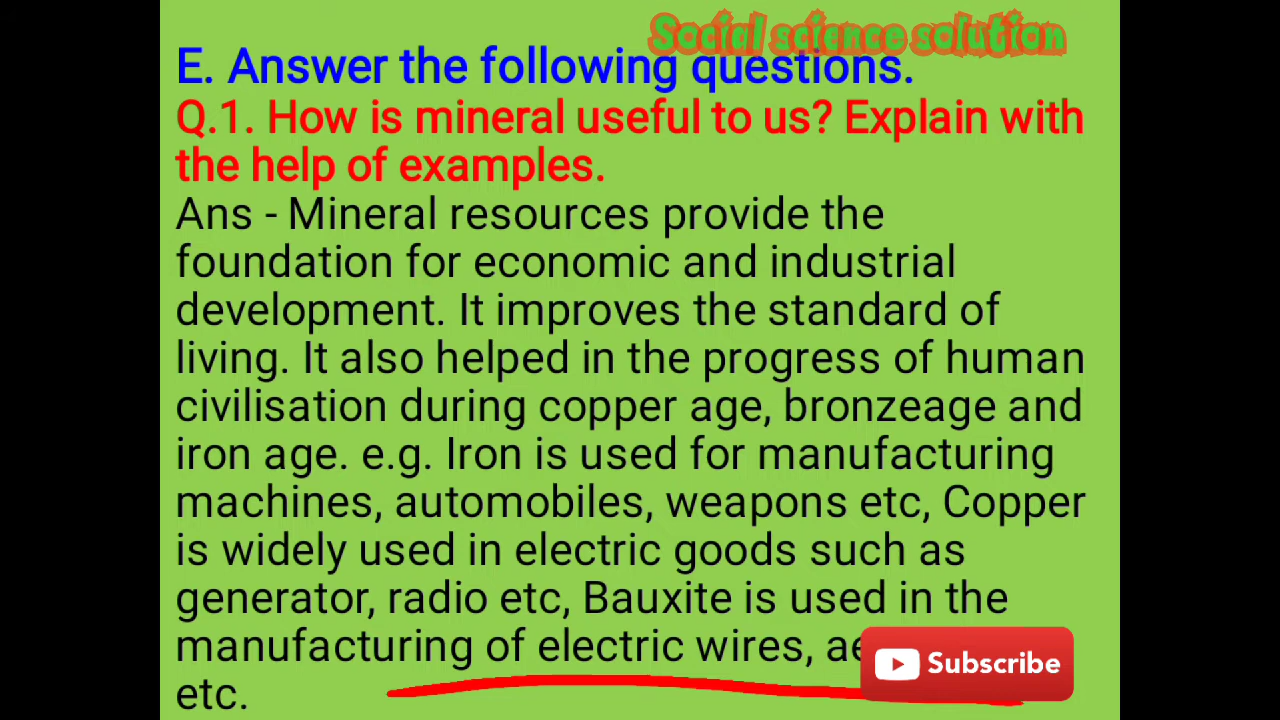 Social science solution
E. Answer the following questions.
Q.1. How is mineral useful to us? Explain with
the help of examples.
Ans - Mineral resources provide the
foundation for economic and industrial
development. It improves the standard of
living. It also helped in the progress of human
civilisation during copper age, bronzeage and
iron age. e.g. Iron is used for manufacturing
machines, automobiles, weapons etc, Copper
is widely used in electric goods such as
generator, radio etc, Bauxite is used in the
manufacturing of electric wires,
Subscribe
etc.